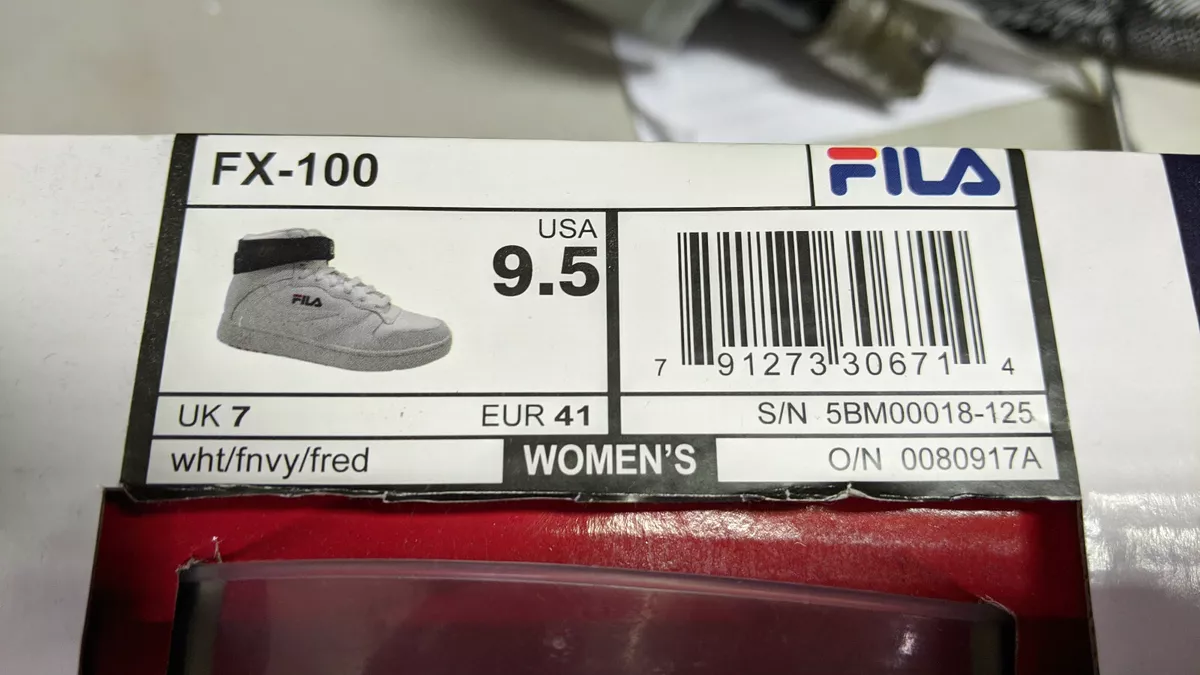 FX-100
FILA
USA
9.5
FILA
7 91273 30671 4
UK 7 EUR 41
S/N 5BM00018-125
wht/fnvy/fred
WOMEN'S
O/N 0080917A